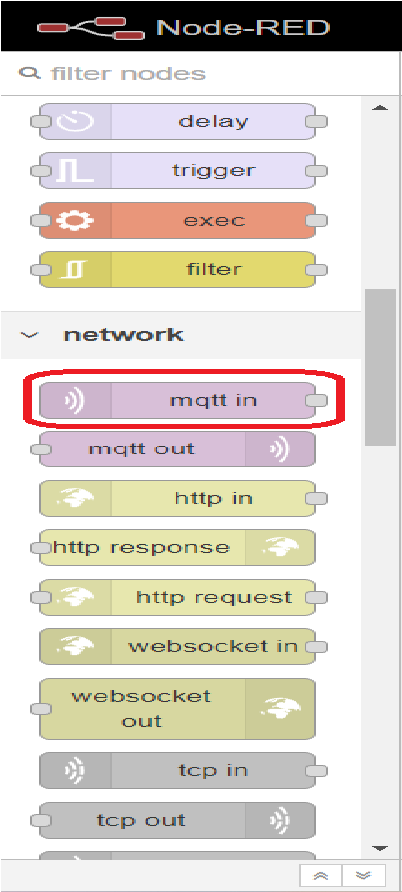 Node-RED
filter nodes
delay
trigger
exec
filter
network
mqtt in
mqtt out
http in
http response
http request
websocket in
websocket
out
tcp in
tcp out